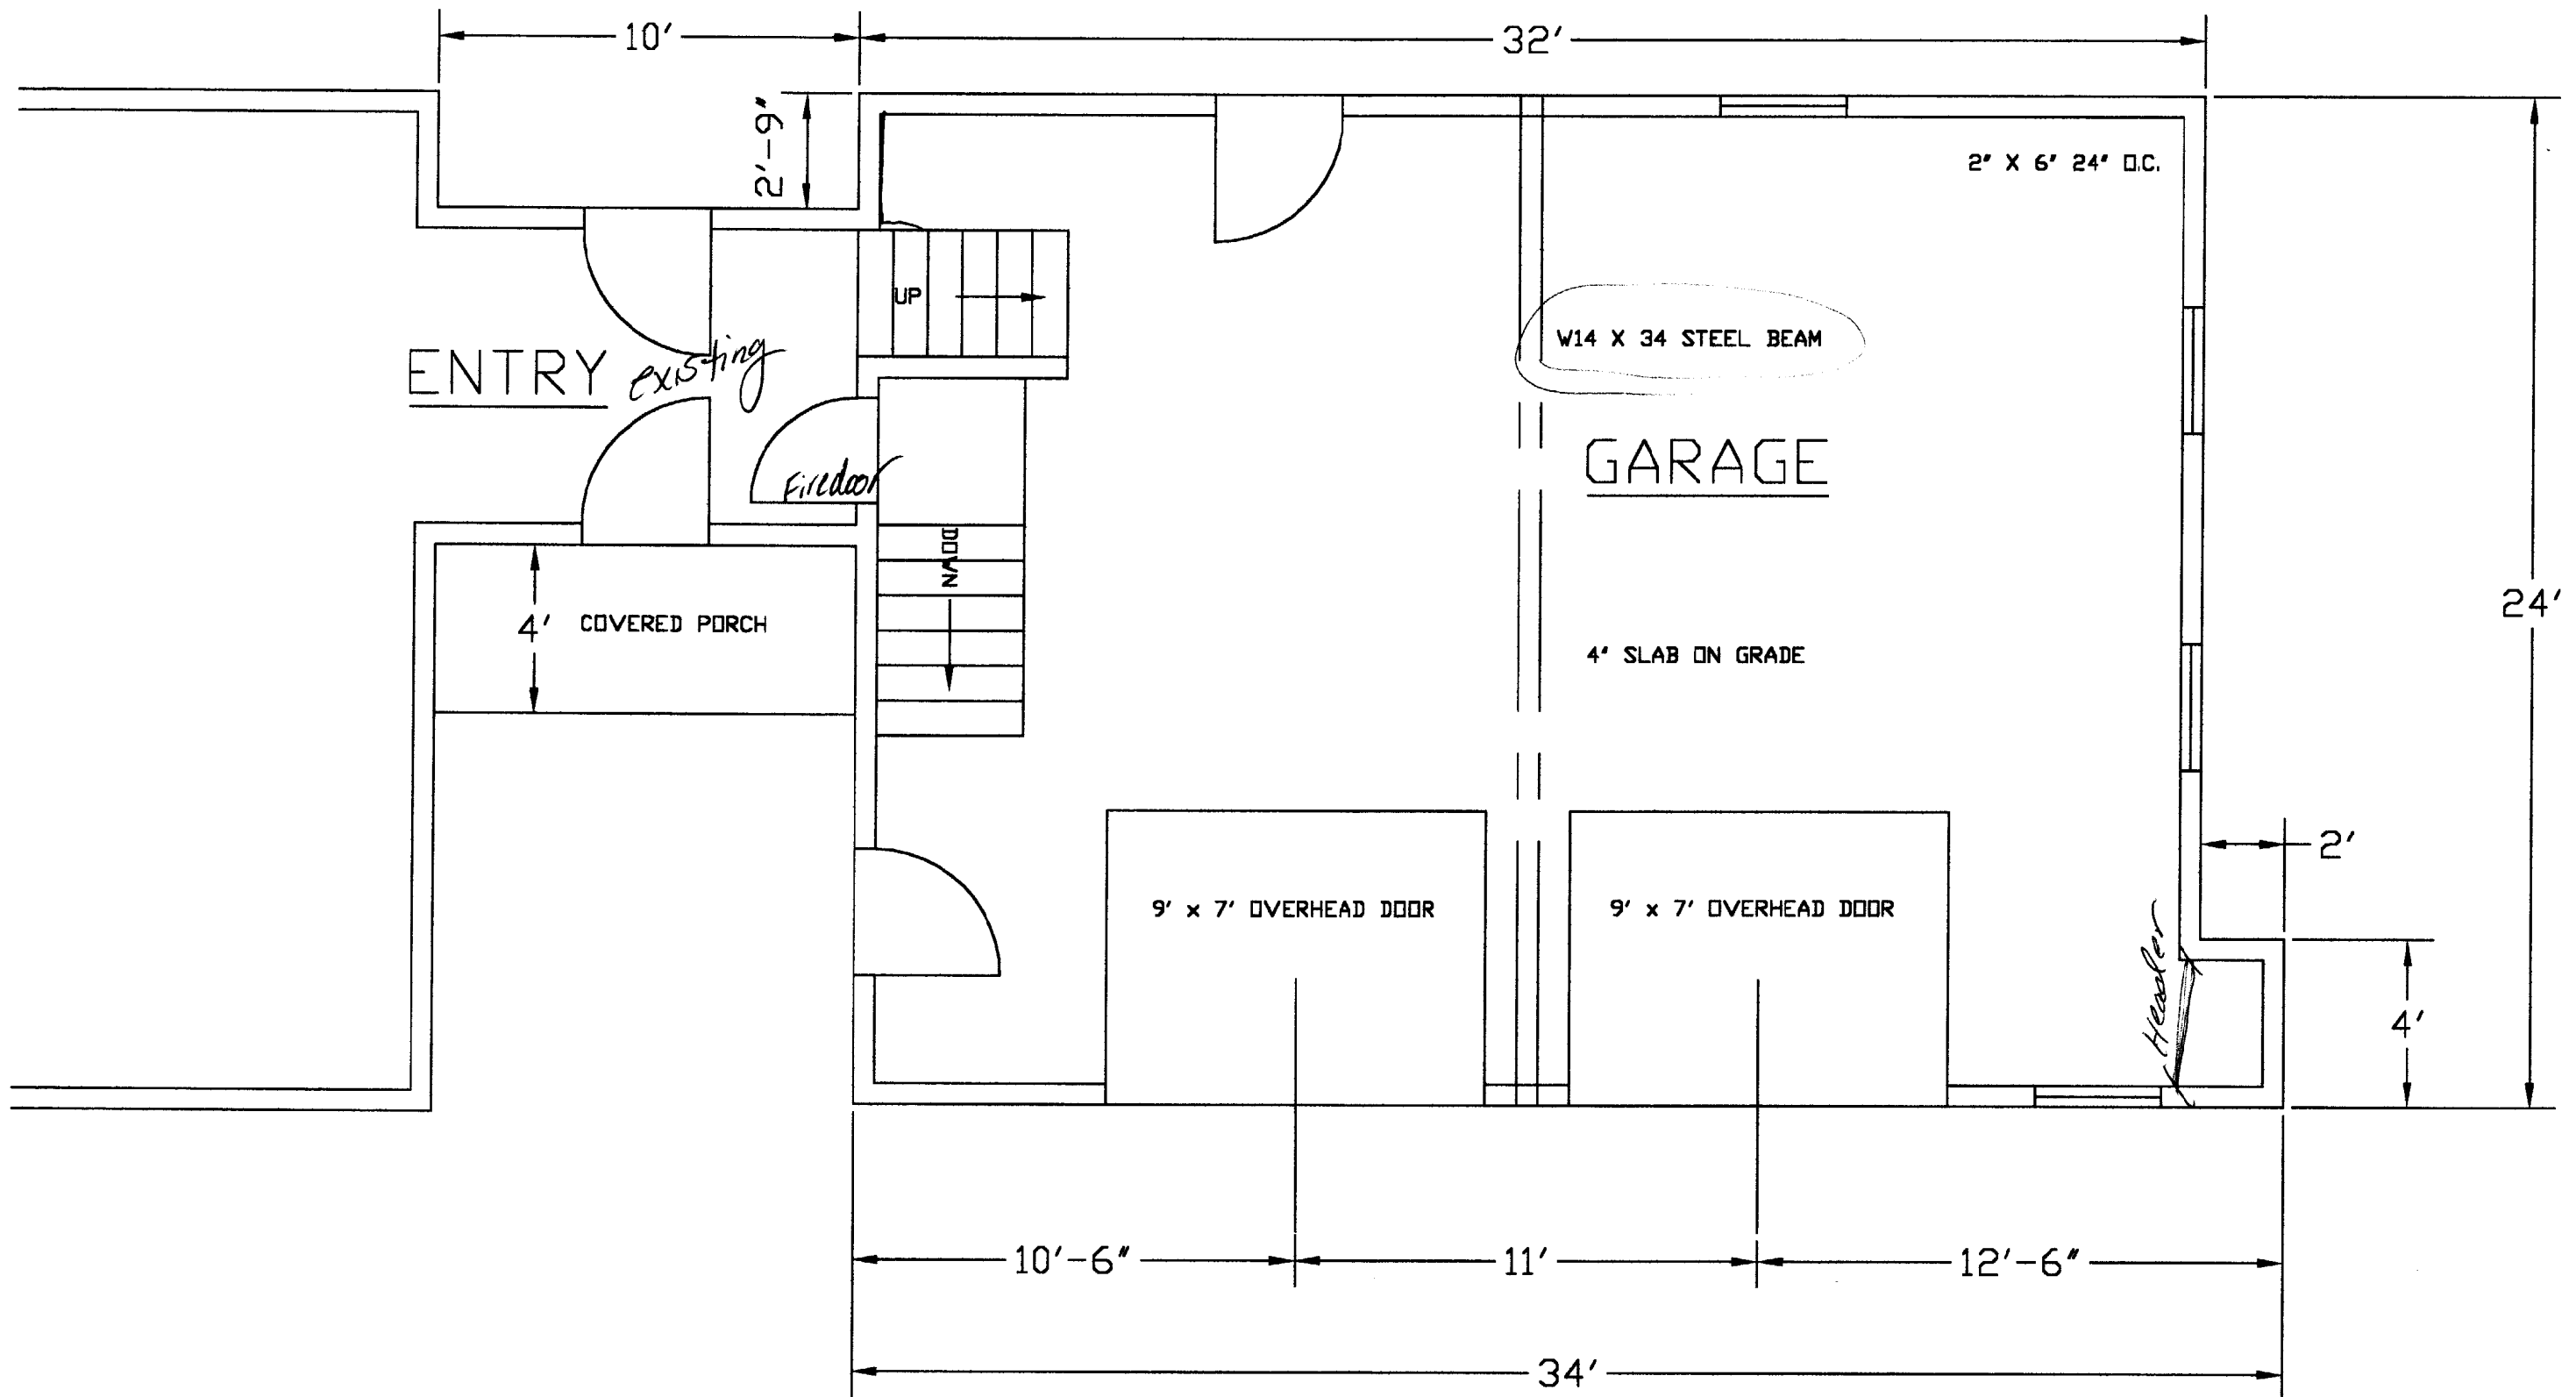 10'
32'
2'-9"
2" X 6" 24" O.C.
UP
W14 X 34 STEEL BEAM
ENTRY
existing
GARAGE
Firedoor
DOWN
24'
4'
COVERED PORCH
4" SLAB ON GRADE
2'
9' x 7' OVERHEAD DOOR
9' x 7' OVERHEAD DOOR
Header
4'
10'-6"
11'
12'-6"
34'